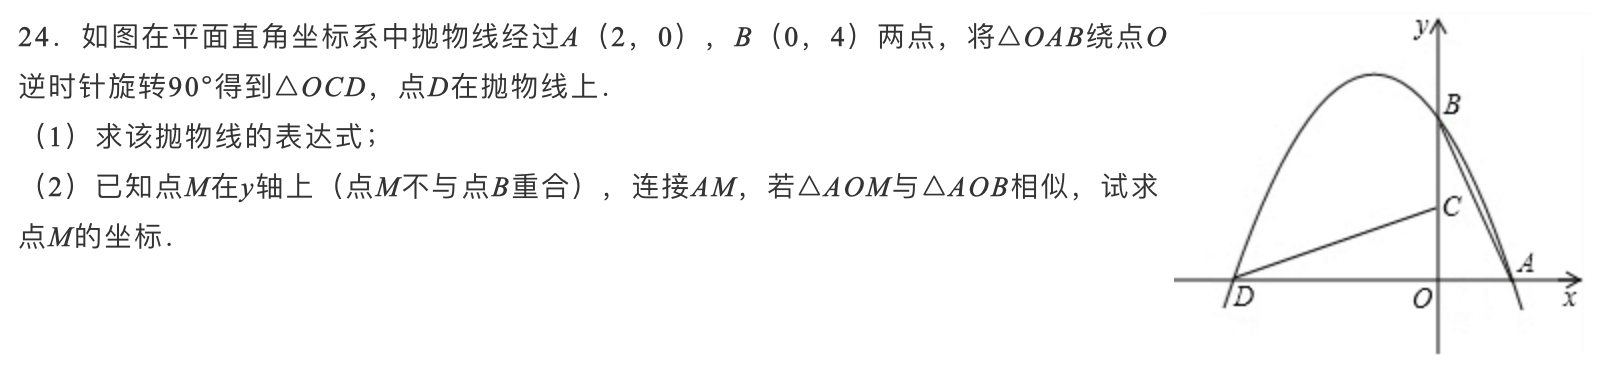 24．如图在平面直角坐标系中抛物线经过A（2，0），B（0，4）两点，将△OAB绕点O
逆时针旋转90°得到△OCD，点D在抛物线上．
（1）求该抛物线的表达式；
（2）已知点M在y轴上（点M不与点B重合），连接AM，若△AOM与△AOB相似，试求
点M的坐标．
y
B
C
A
D
O
x